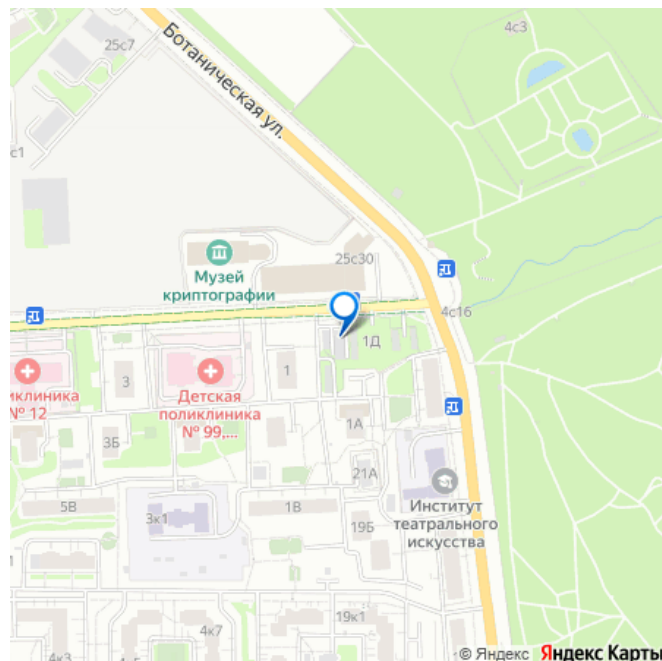 25с7
4с3
Ботаническая ул.
с1
25с30
Музей
криптографии
4с16
1Д
иклиника
№ 12
3
Детская
поликлиника
№ 99,...
1
1А
3Б
21А
5В
3к1
1В
19Б
Институт
театрального
искусства
19к1
4к3
4к7
© Яндекс Яндекс Карты